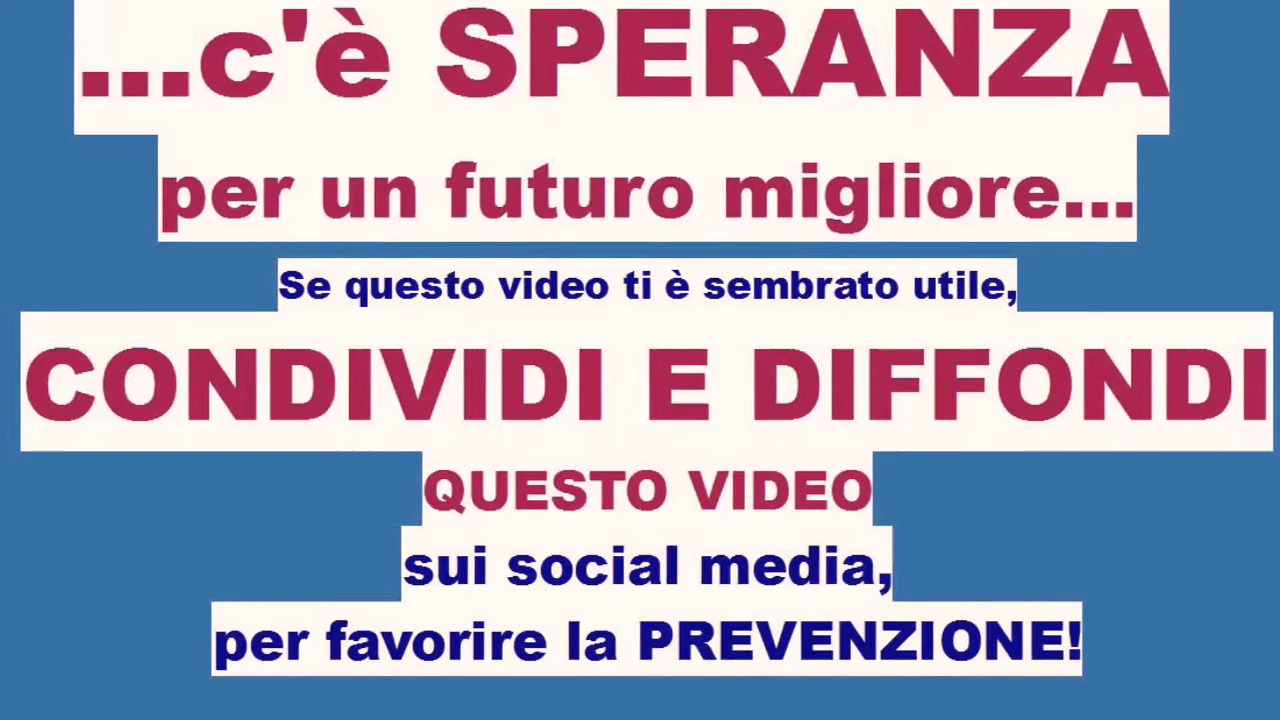 ...c'è SPERANZA
per un futuro migliore...
Se questo video ti è sembrato utile,
CONDIVIDI E DIFFONDI
QUESTO VIDEO
sui social media,
per favorire la PREVENZIONE!